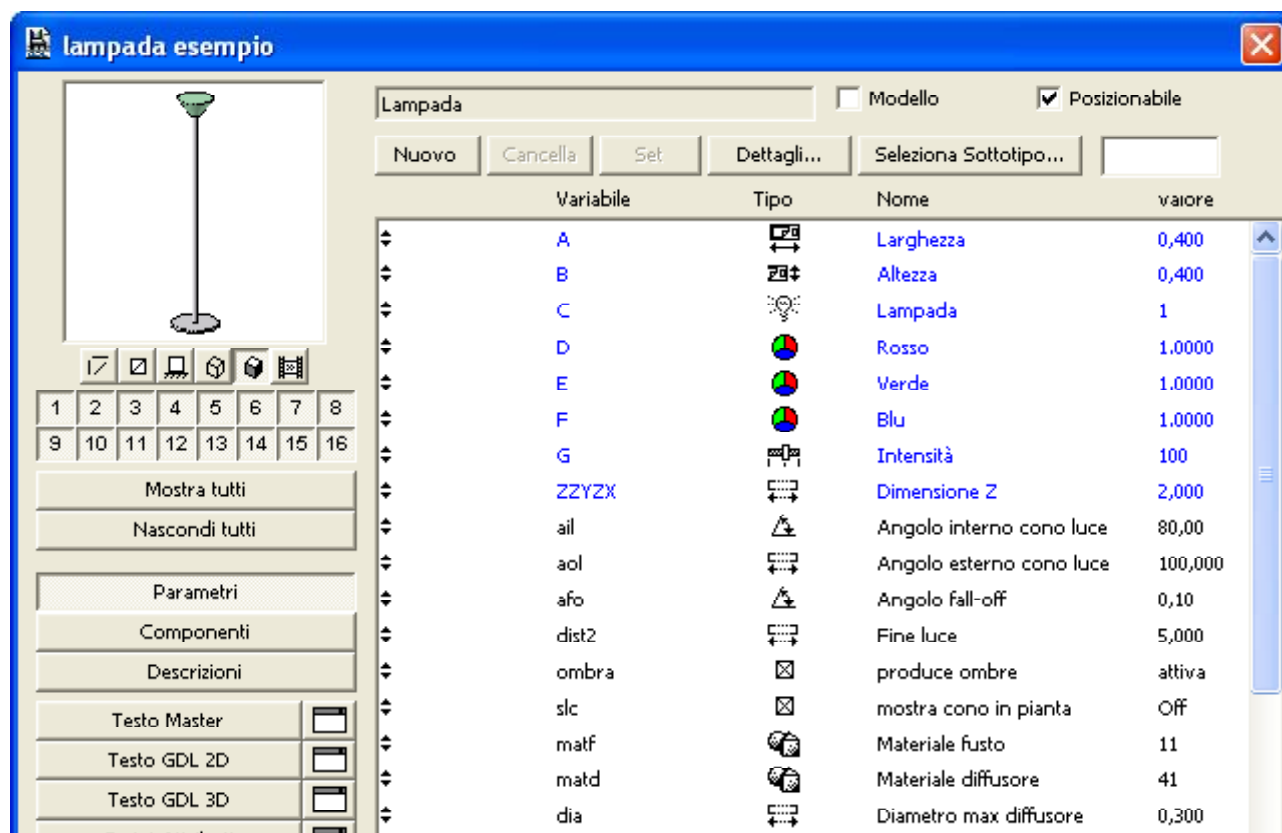 lampada esempio
Lampada
Modello
Posizionabile
Nuovo
Cancella
Set
Dettagli...
Seleziona Sottotipo...
Variabile Tipo Nome valore
A Larghezza 0,400
B Altezza 0,400
C Lampada 1
D Rosso 1.0000
E Verde 1.0000
F Blu 1.0000
G Intensità 100
ZZYZX Dimensione Z 2,000
ail Angolo interno cono luce 80,00
aol Angolo esterno cono luce 100,000
afo Angolo fall-off 0,10
dist2 Fine luce 5,000
ombra produce ombre attiva
slc mostra cono in pianta Off
matf Materiale fusto 11
matd Materiale diffusore 41
dia Diametro max diffusore 0,300
1 2 3 4 5 6 7 8
9 10 11 12 13 14 15 16
Mostra tutti
Nascondi tutti
Parametri
Componenti
Descrizioni
Testo Master
Testo GDL 2D
Testo GDL 3D